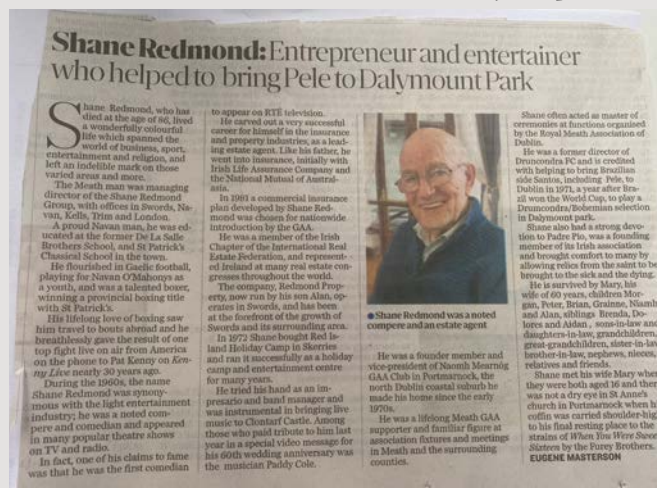 Shane Redmond: Entrepreneur and entertainer
who helped to bring Pele to Dalymount Park
Shane Redmond, who has
died at the age of 86, lived
a wonderfully colourful
life which spanned the
world of business, sport,
entertainment and religion, and
left an indelible mark on those
varied areas and more.
The Meath man was managing
director of the Shane Redmond
Group, with offices in Swords, Na-
van, Kells, Trim and London.
A proud Navan man, he was ed-
ucated at the former De La Salle
Brothers School, and St Patrick's
Classical School in the town.
He flourished in Gaelic football,
playing for Navan O'Mahonys as
a youth, and was a talented boxer,
winning a provincial boxing title
with St Patrick's.
His lifelong love of boxing saw
him travel to bouts abroad and he
breathlessly gave the result of one
top fight live on air from America
on the phone to Pat Kenny on Ken-
ny Live nearly 30 years ago.
During the 1960s, the name
Shane Redmond was synony-
mous with the light entertainment
industry; he was a noted com-
pere and comedian and appeared
in many popular theatre shows
on TV and radio.
In fact, one of his claims to fame
was that he was the first comedian
to appear on RTÉ television.
He carved out a very successful
career for himself in the insurance
and property industries, as a lead-
ing estate agent. Like his father, he
went into insurance, initially with
Irish Life Assurance Company and
the National Mutual of Austral-
asia.
In 1991 a commercial insurance
plan developed by Shane Red-
mond was chosen for nationwide
introduction by the GAA.
He was a member of the Irish
Chapter of the International Real
Estate Federation, and represent-
ed Ireland at many real estate con-
gresses throughout the world.
The company, Redmond Prop-
erty, now run by his son Alan, op-
erates in Swords, and has been
at the forefront of the growth of
Swords and its surrounding area.
In 1972 Shane bought Red Is-
land Holiday Camp in Skerries
and ran it successfully as a holiday
camp and entertainment centre
for many years.
He tried his hand as an im-
presario and band manager and
was instrumental in bringing live
music to Clontarf Castle. Among
those who paid tribute to him last
year in a special video message for
his 60th wedding anniversary was
the musician Paddy Cole.
• Shane Redmond was a noted
compere and an estate agent
He was a founder member and
vice-president of Naomh Mearnóg
GAA Club in Portmarnock, the
north Dublin coastal suburb he
made his home since the early
1970s.
He was a lifelong Meath GAA
supporter and familiar figure at
association fixtures and meetings
in Meath and the surrounding
counties.
Shane often acted as master of
ceremonies at functions organised
by the Royal Meath Association of
Dublin.
He was a former director of
Drumcondra FC and is credited
with helping to bring Brazilian
side Santos, including Pele, to
Dublin in 1971, a year after Bra-
zil won the World Cup, to play a
Drumcondra/Bohemian selection
in Dalymount park.
Shane also had a strong devo-
tion to Padre Pio, was a founding
member of its Irish association
and brought comfort to many by
allowing relics from the saint to be
brought to the sick and the dying.
He is survived by Mary, his
wife of 60 years, children Mor-
gan, Peter, Brian, Grainne, Niamh
and Alan, siblings Brenda, Do-
lores and Aidan, sons-in-law and
daughters-in-law, grandchildren,
great-grandchildren, sister-in-law
brother-in-law, nephews, nieces,
relatives and friends.
Shane met his wife Mary when
they were both aged 16 and there
was not a dry eye in St Anne's
church in Portmarnock when h
coffin was carried shoulder-hig
to his final resting place to the
strains of When You Were Swee
Sixteen by the Furey Brothers.
EUGENE MASTERSON